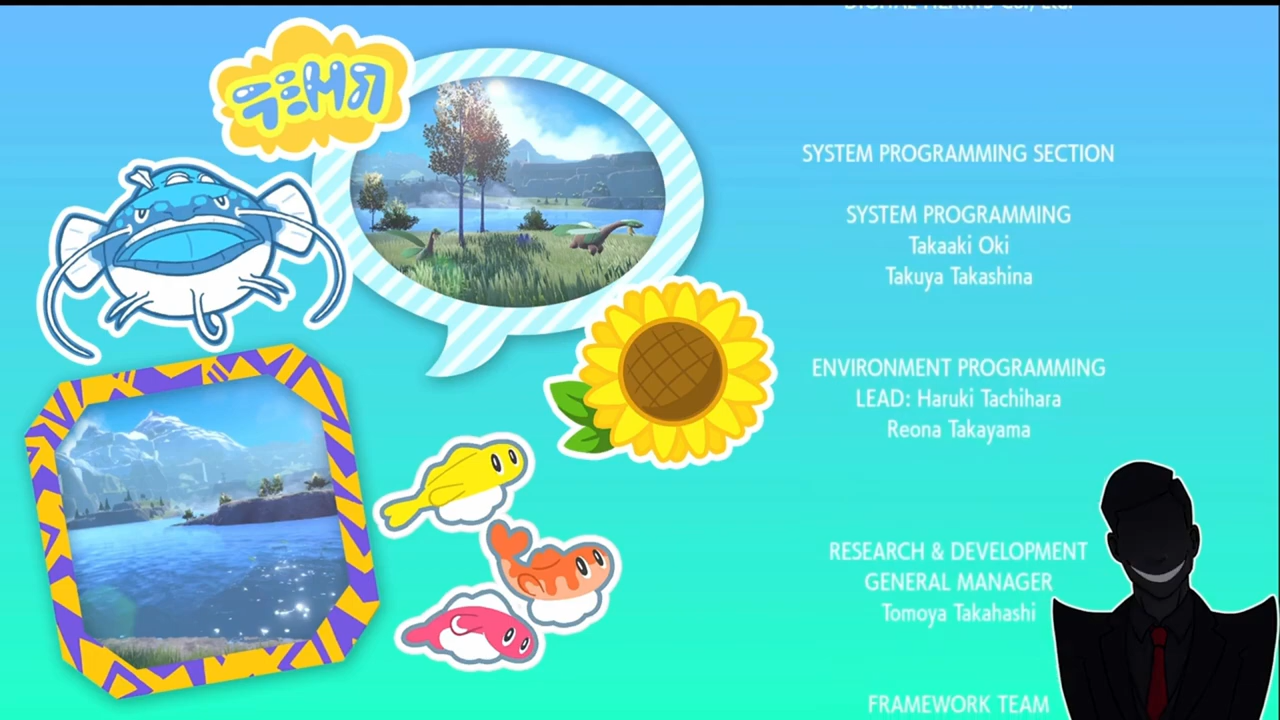 SYSTEM PROGRAMMING SECTION
SYSTEM PROGRAMMING
Takaaki Oki
Takuya Takashina
ENVIRONMENT PROGRAMMING
LEAD: Haruki Tachihara
Reona Takayama
RESEARCH & DEVELOPMENT
GENERAL MANAGER
Tomoya Takahashi
FRAMEWORK TEAM